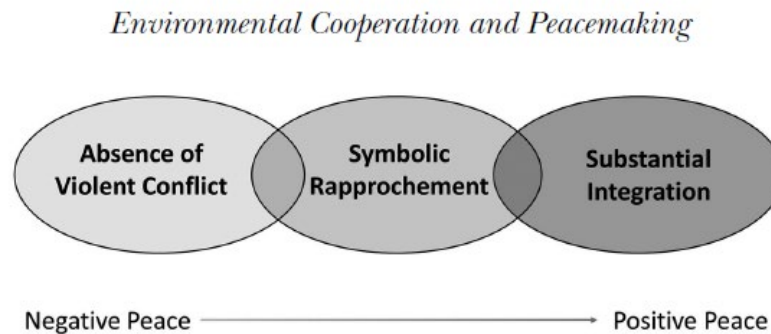 Environmental Cooperation and Peacemaking
Absence of
Violent Conflict
Symbolic
Rapprochement
Substantial
Integration
Negative Peace
Positive Peace